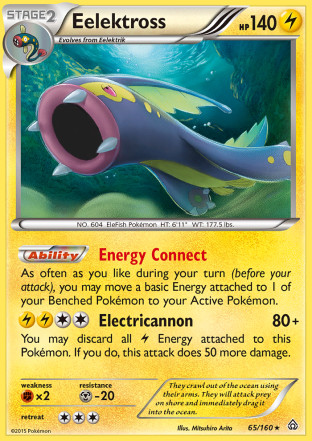 STAGE2 Eelektross HP140
Evolves from Eelektrik
NO. 604 EleFish Pokémon HT: 6'11" WT: 177.5 lbs.
Ability Energy Connect
As often as you like during your turn (before your
attack), you may move a basic Energy attached to 1 of
your Benched Pokémon to your Active Pokémon.
Electricannon 80+
You may discard all Energy attached to this
Pokémon. If you do, this attack does 50 more damage.
weakness resistance
×2 -20
retreat
They crawl out of the ocean using
their arms. They will attack prey
on shore and immediately drag it
into the ocean.
©2015 Pokémon Illus. Mitsuhiro Arita 65/160